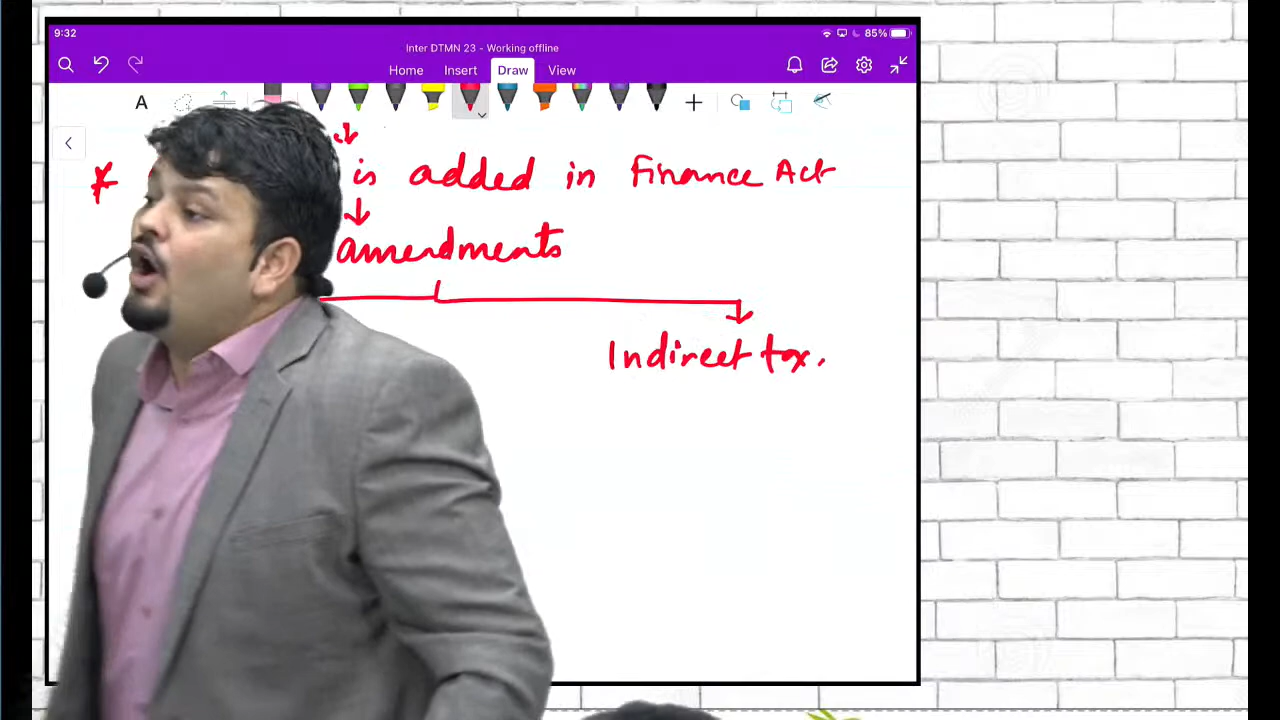 9:32
85%
Inter DTMN 23 - Working offline
Home Insert Draw View
A
* is added in Finance Act
amendments
Indirect tax.